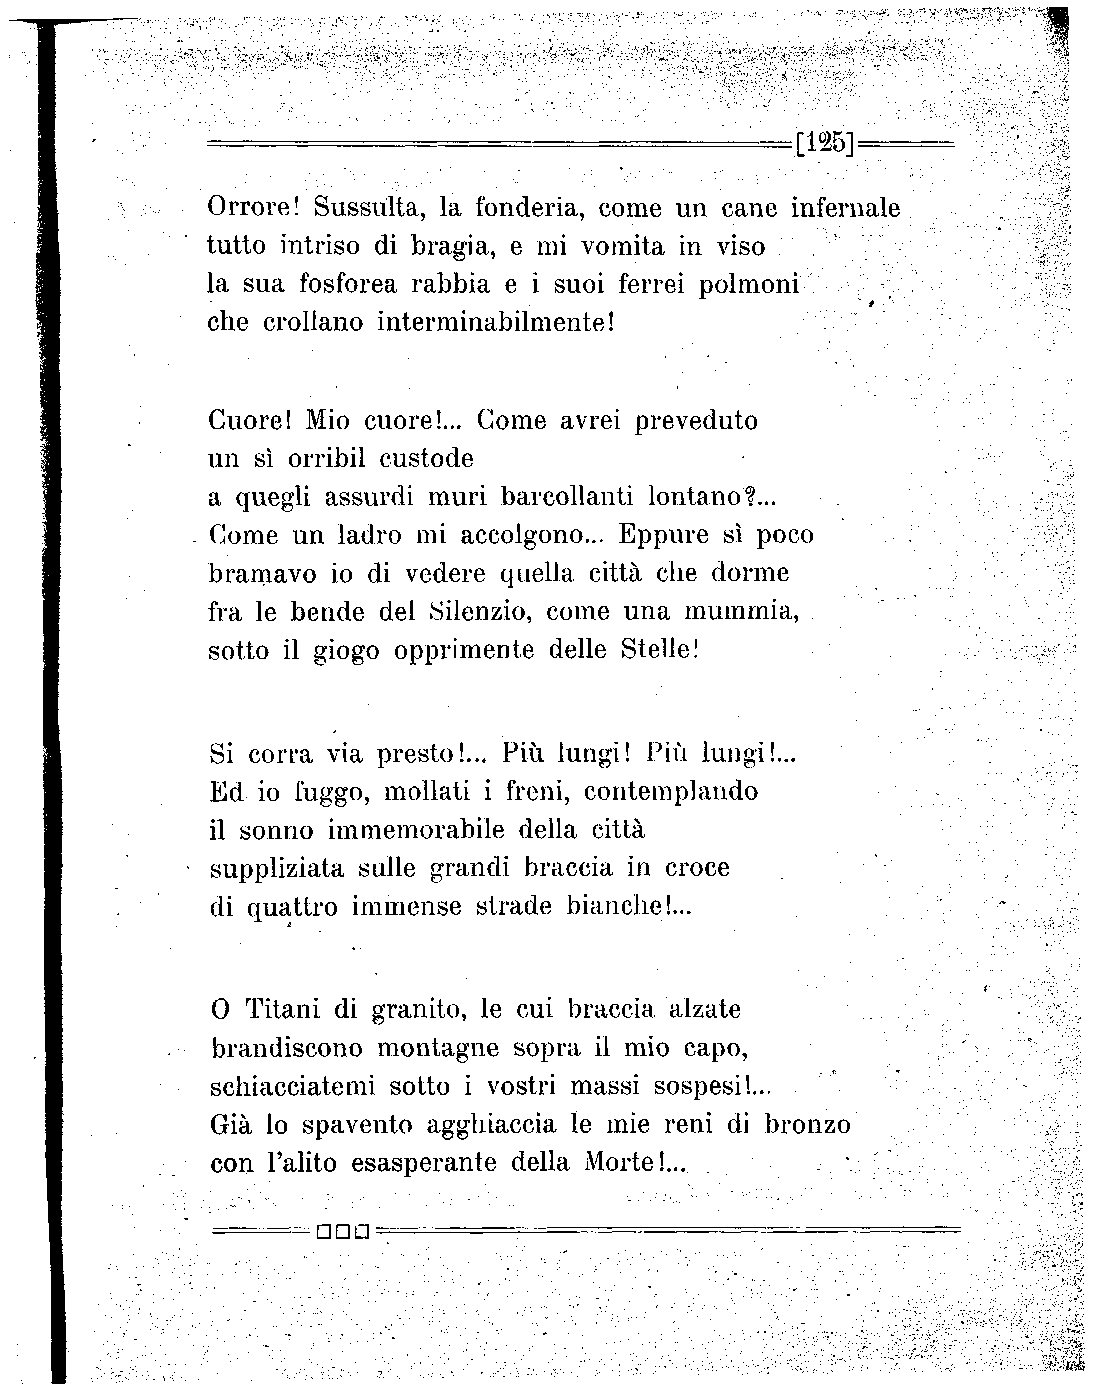 [125]
Orrore! Sussulta, la fonderia, come un cane infernale
tutto intriso di bragia, e mi vomita in viso
la sua fosforea rabbia e i suoi ferrei polmoni
che crollano interminabilmente!
Cuore! Mio cuore!... Come avrei preveduto
un sì orribil custode
a quegli assurdi muri barcollanti lontano?...
Come un ladro mi accolgono... Eppure sì poco
bramavo io di vedere quella città che dorme
fra le bende del Silenzio, come una mummia,
sotto il giogo opprimente delle Stelle!
Si corra via presto!... Più lungi! Più lungi!...
Ed io fuggo, mollati i freni, contemplando
il sonno immemorabile della città
suppliziata sulle grandi braccia in croce
di quattro immense strade bianche!...
O Titani di granito, le cui braccia alzate
brandiscono montagne sopra il mio capo,
schiacciatemi sotto i vostri massi sospesi!...
Già lo spavento agghiaccia le mie reni di bronzo
con l'alito esasperante della Morte!...